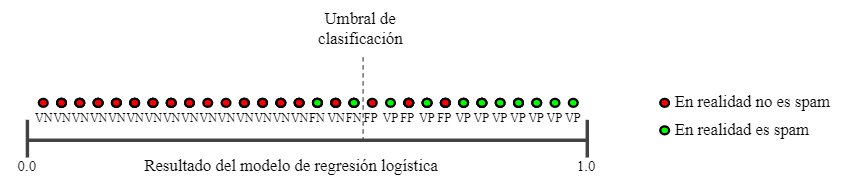 Umbral de
clasificación
VN VN VN VN VN VN VN VN VN VN VN VN VN VN VN FN VN FN FP VP FP VP FP VP VP VP VP VP VP VP
En realidad no es spam
En realidad es spam
0.0 Resultado del modelo de regresión logística 1.0